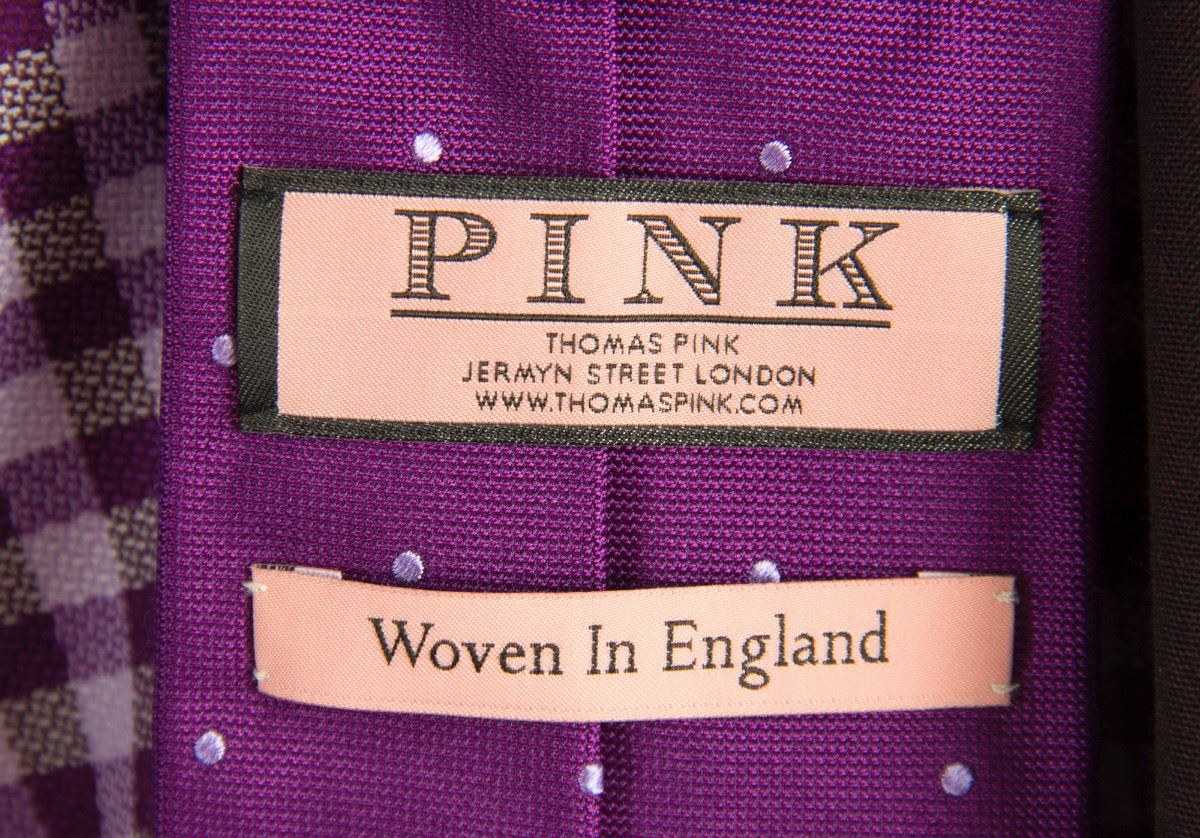 PINK
THOMAS PINK
JERMYN STREET LONDON
WWW.THOMASPINK.COM
Woven In England